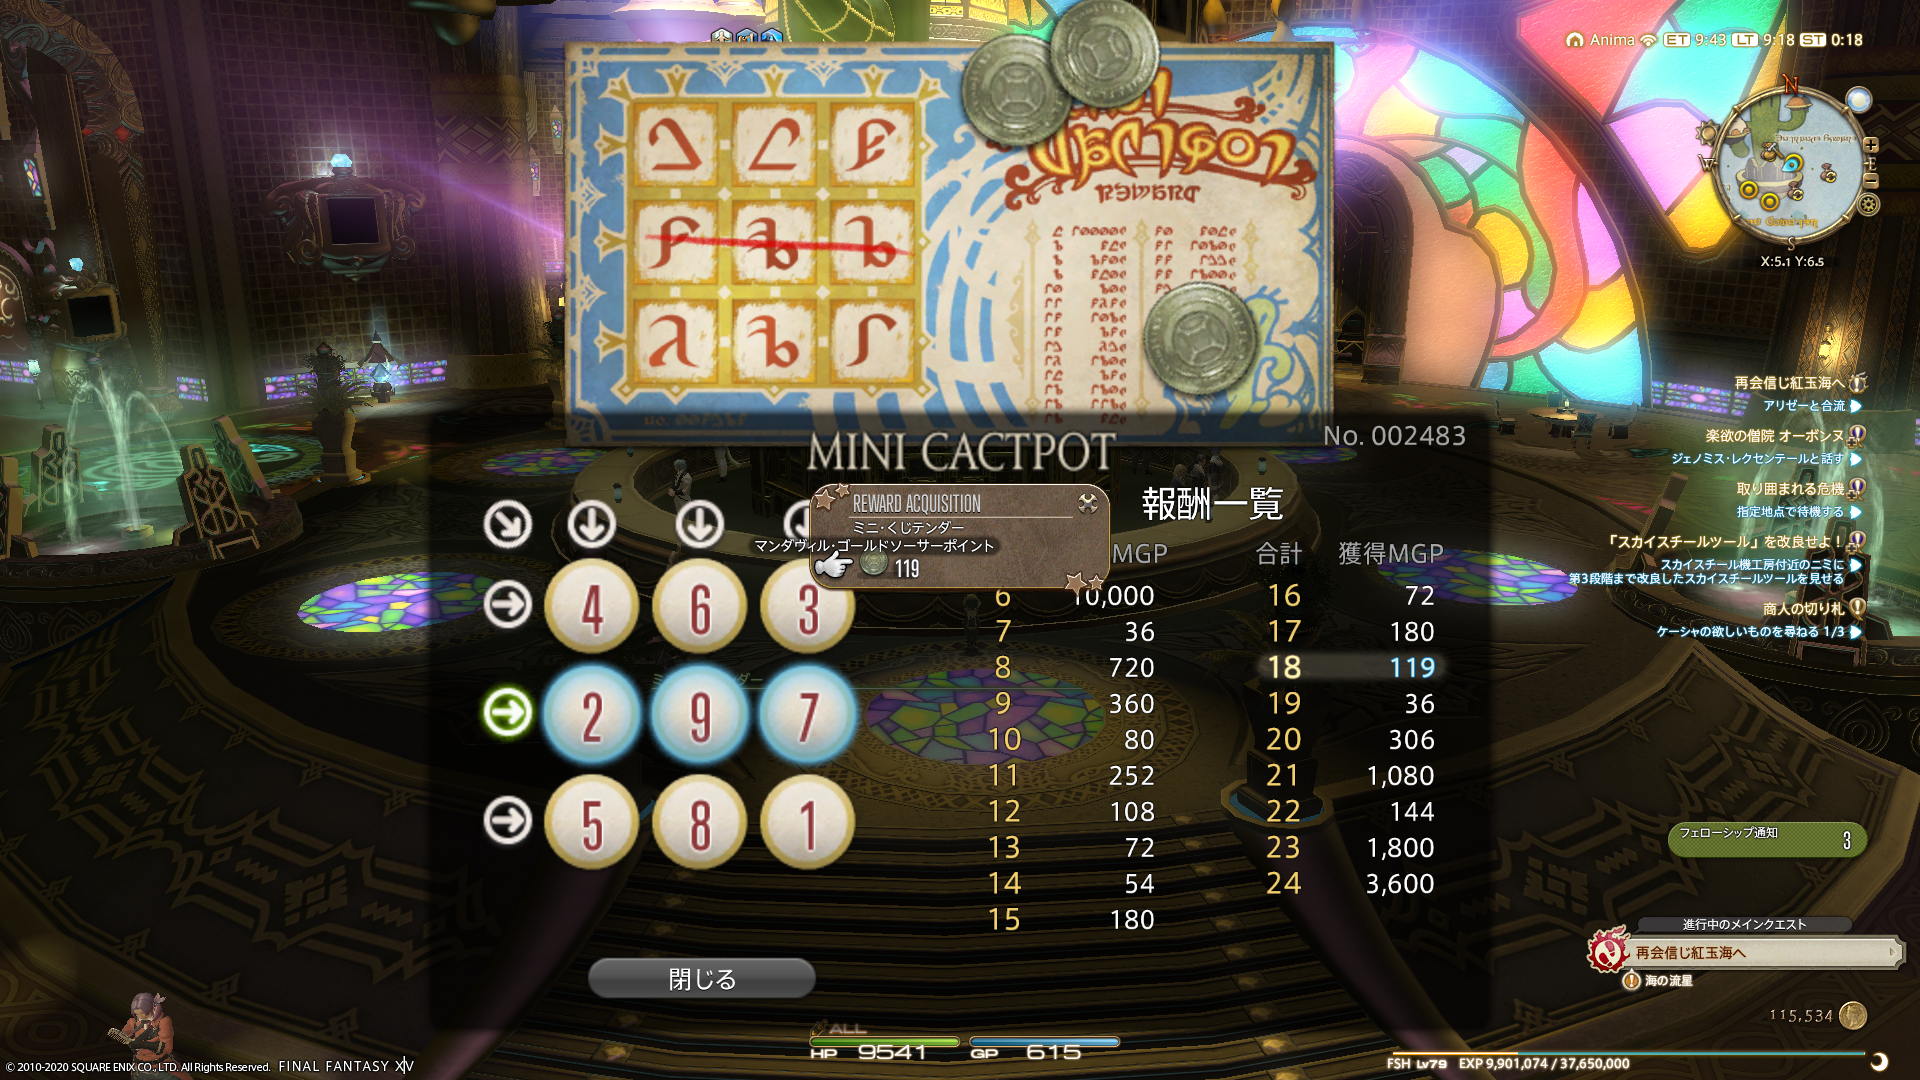 Anima ET 9:43 LT 9:18 ST 0:18
N
W
E
S
X:5.1 Y:6.5
MINI CACTPOT
No. 002483
REWARD ACQUISITION
ミニ・くじテンダー
マンダヴィル・ゴールドソーサーポイント
119
報酬一覧
MGP 合計 獲得MGP
4 6 3
2 9 7
5 8 1
6 10,000 16 72
7 36 17 180
8 720 18 119
9 360 19 36
10 80 20 306
11 252 21 1,080
12 108 22 144
13 72 23 1,800
14 54 24 3,600
15 180
閉じる
再会信じ紅玉海へ
アリゼーと合流
楽欲の僧院 オーボンヌ
ジェノミス・レクセンテールと話す
取り囲まれる危機
指定地点で待機する
「スカイスチールツール」を改良せよ！
スカイスチール機工房付近のニミに
第3段階まで改良したスカイスチールツールを見せる
商人の切り札
ケーシャの欲しいものを尋ねる 1/3
フェローシップ通知 3
進行中のメインクエスト
再会信じ紅玉海へ
海の流星
115,534
ALL
HP 9541 GP 615
FSH Lv79 EXP 9,901,074 / 37,650,000
© 2010-2020 SQUARE ENIX CO., LTD. All Rights Reserved. FINAL FANTASY XIV